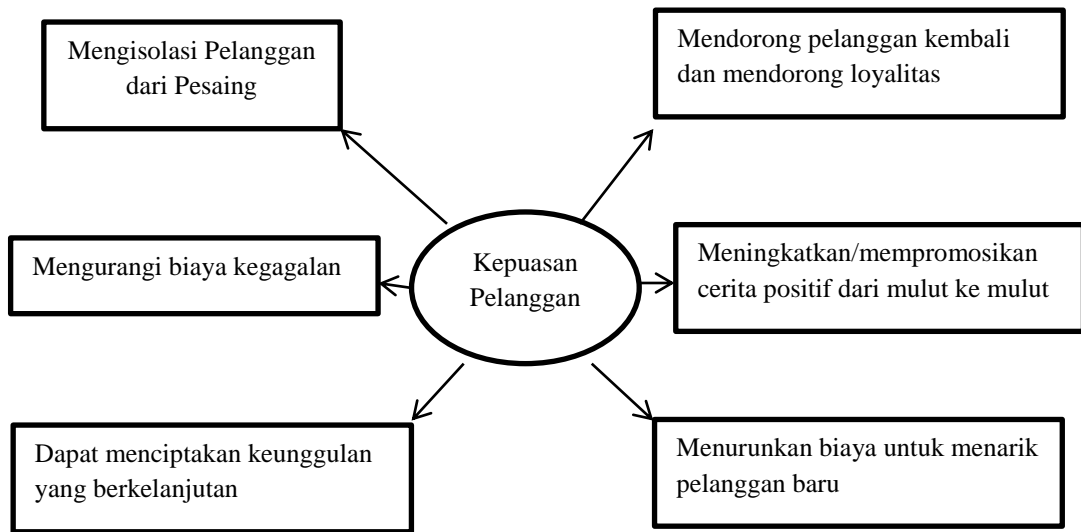 Mengisolasi Pelanggan
dari Pesaing
Mendorong pelanggan kembali
dan mendorong loyalitas
Mengurangi biaya kegagalan
Kepuasan
Pelanggan
Meningkatkan/mempromosikan
cerita positif dari mulut ke mulut
Dapat menciptakan keunggulan
yang berkelanjutan
Menurunkan biaya untuk menarik
pelanggan baru